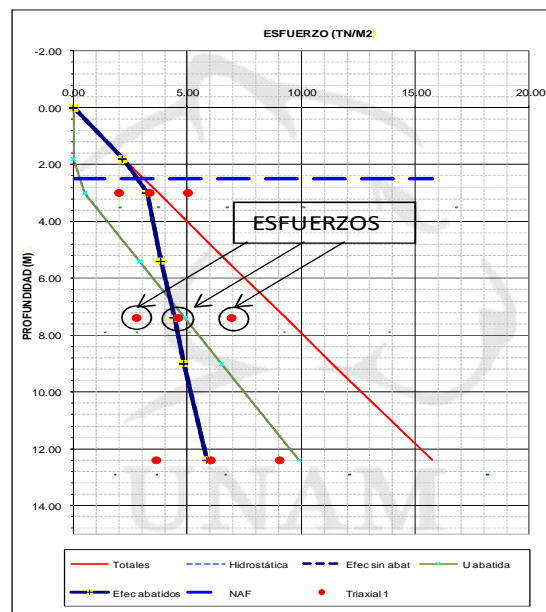 ESFUERZO (TN/M2)
-2.00
0.00 5.00 10.00 15.00 20.00
0.00
2.00
4.00
6.00
8.00
10.00
12.00
14.00
PROFUNDIDAD (M)
ESFUERZOS
UNAM
Totales Hidrostática Efec sin abat U abatida
Efec abatidos NAF Triaxial 1